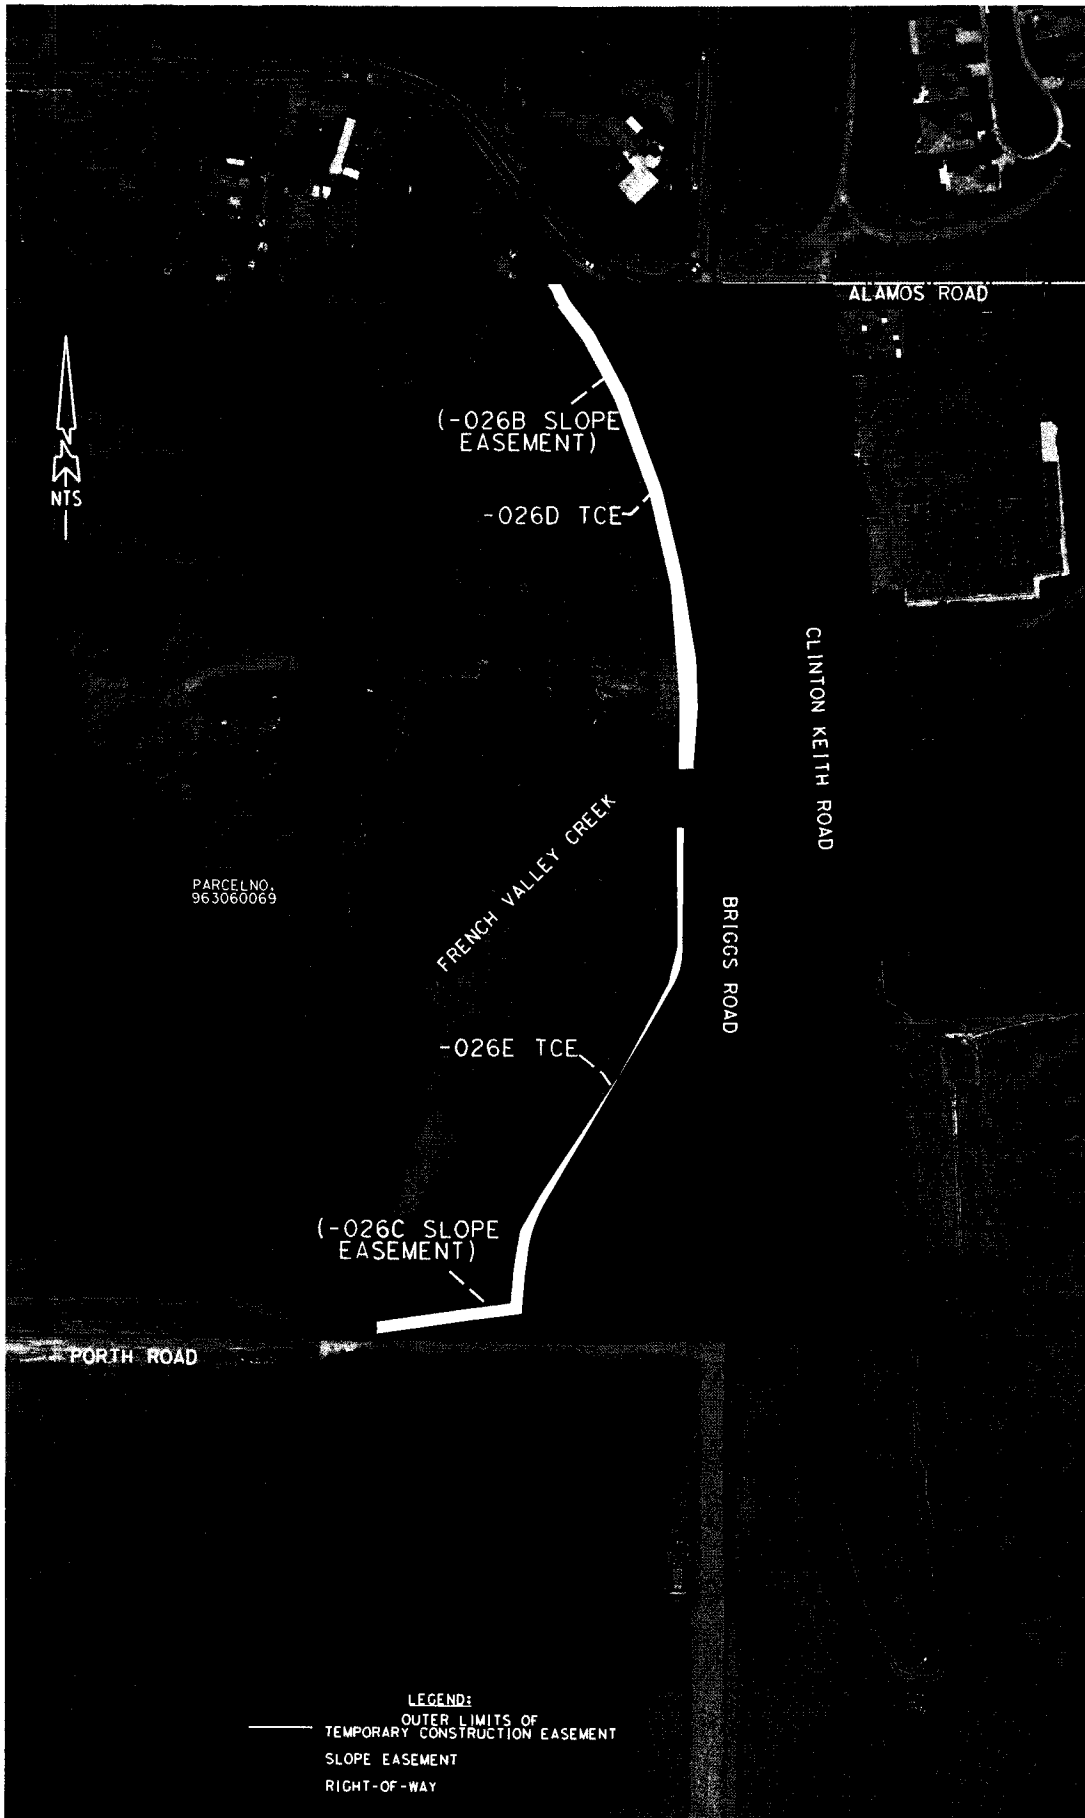 ALAMOS ROAD
(-026B SLOPE
EASEMENT)
N
NTS
-026D TCE
CLINTON KEITH ROAD
FRENCH VALLEY CREEK
PARCELNO.
963060069
BRIGGS ROAD
-026E TCE
(-026C SLOPE
EASEMENT)
PORTH ROAD
LEGEND:
OUTER LIMITS OF
TEMPORARY CONSTRUCTION EASEMENT
SLOPE EASEMENT
RIGHT-OF-WAY